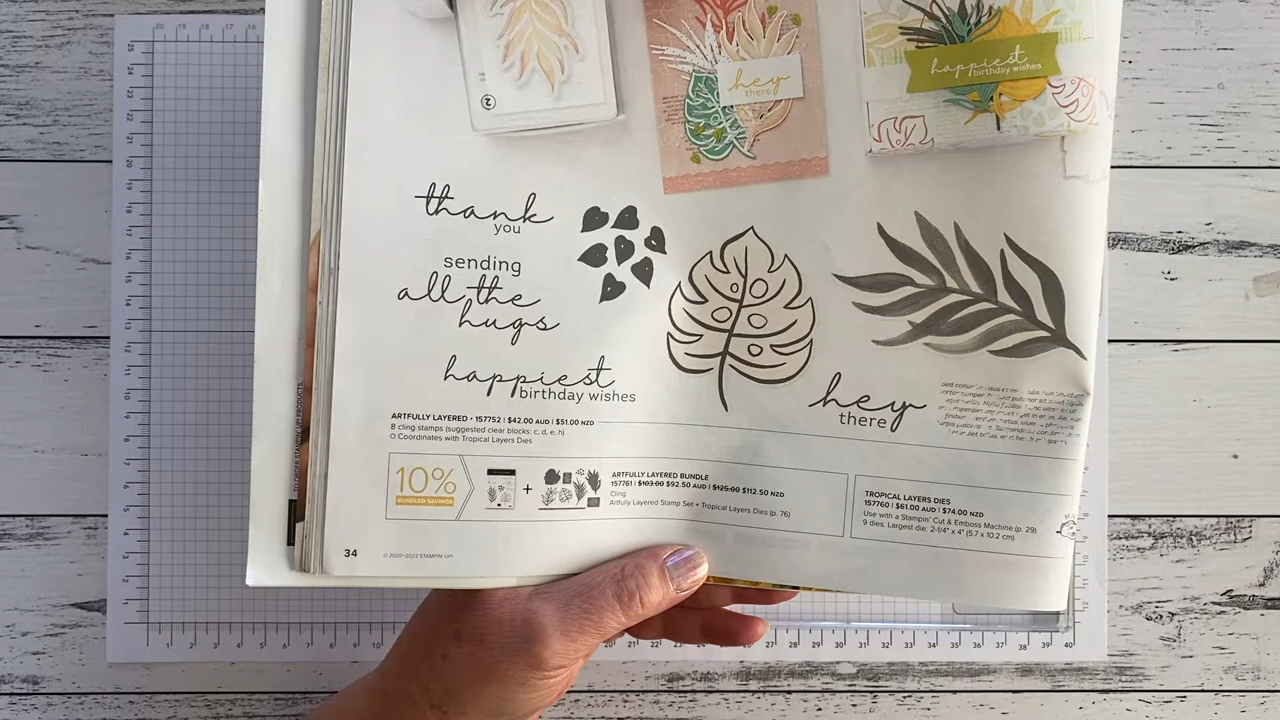 hey
there
happiest
birthday wishes
2
thank
you
sending
all the
hugs
happiest
birthday wishes
hey
there
ARTFULLY LAYERED • 157752 | $42.00 AUD | $51.00 NZD
8 cling stamps (suggested clear blocks: c, d, e, h)
O Coordinates with Tropical Layers Dies
10%
BUNDLED SAVINGS
+
ARTFULLY LAYERED BUNDLE
157761 | $103.00 $92.50 AUD | $125.00 $112.50 NZD
Cling
Artfully Layered Stamp Set + Tropical Layers Dies (p. 76)
TROPICAL LAYERS DIES
157760 | $61.00 AUD | $74.00 NZD
Use with a Stampin' Cut & Emboss Machine (p. 29).
9 dies. Largest die: 2-1/4" x 4" (5.7 x 10.2 cm).
34
© 2020–2022 STAMPIN' UP!